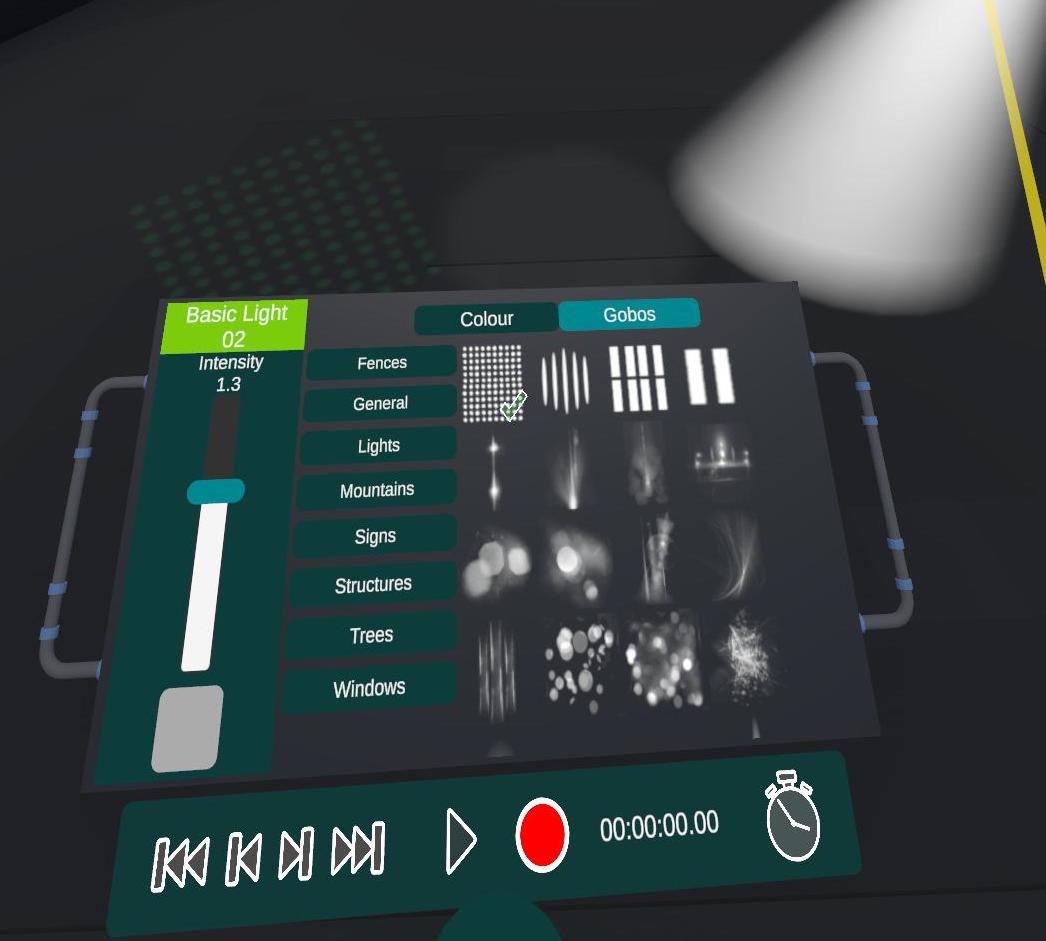 Basic Light
02
Intensity
1.3
Colour
Gobos
Fences
General
Lights
Mountains
Signs
Structures
Trees
Windows
00:00:00.00